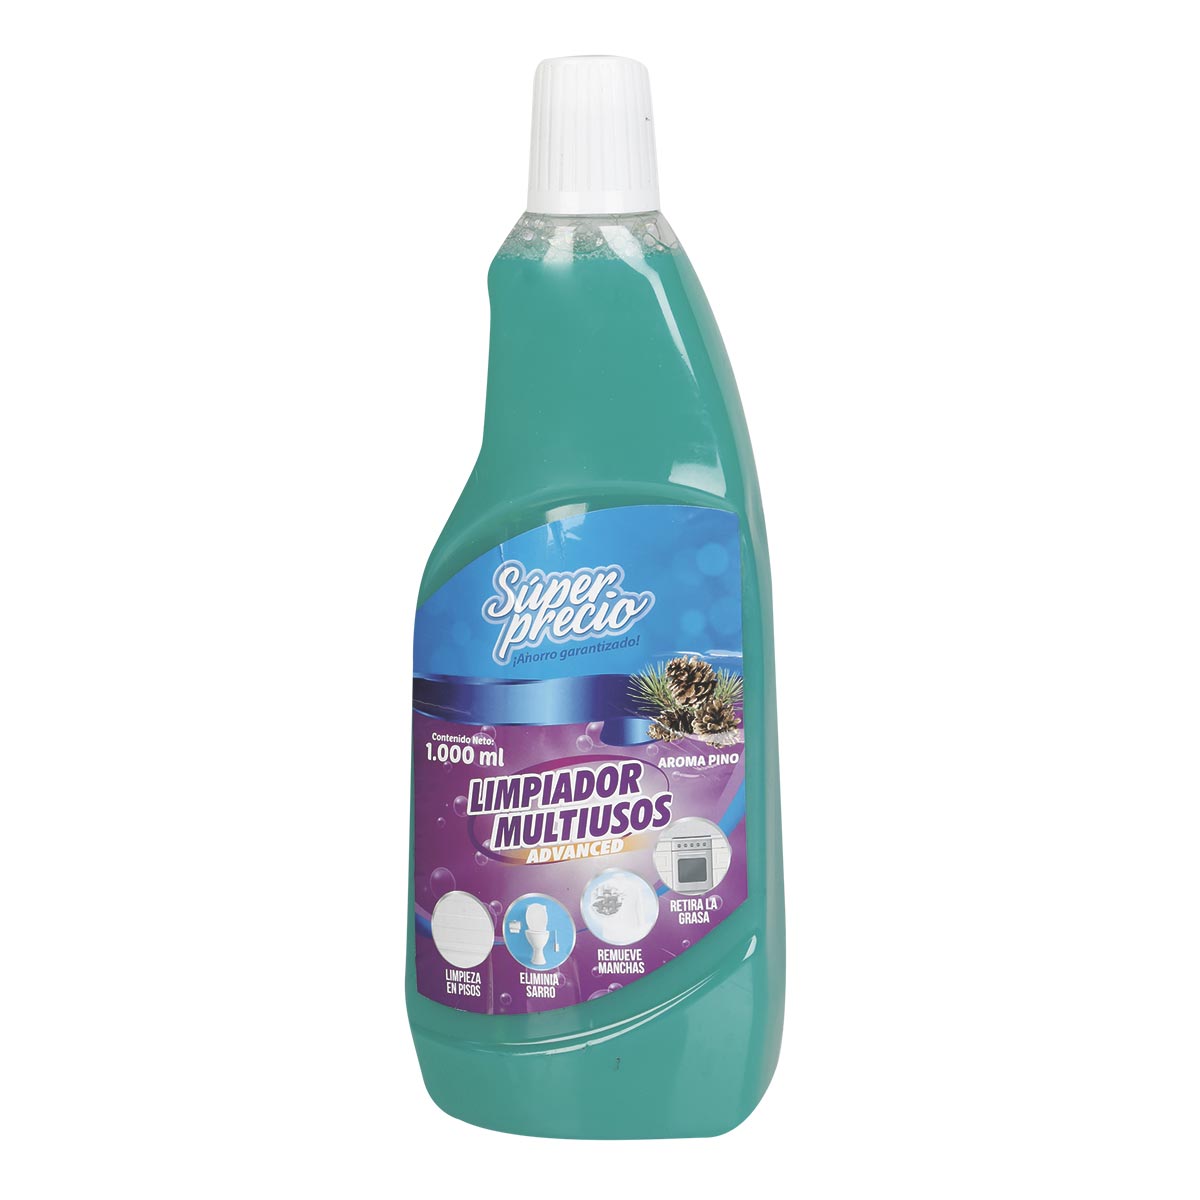 Súper
precio
¡Ahorro garantizado!
Contenido Neto:
1.000 ml
AROMA PINO
LIMPIADOR
MULTIUSOS
ADVANCED
RETIRA LA
GRASA
REMUEVE
MANCHAS
ELIMINIA
SARRO
LIMPIEZA
EN PISOS